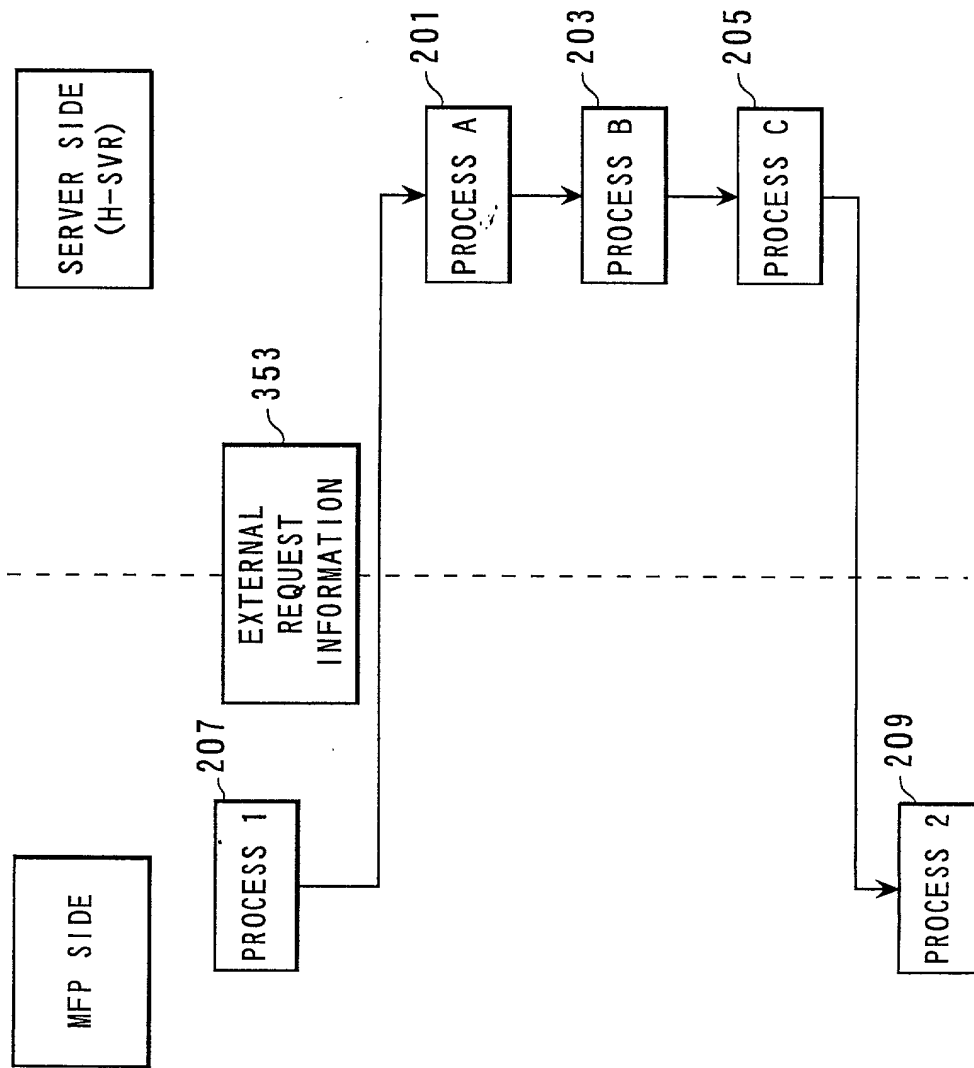 MFP SIDE
SERVER SIDE
(H-SVR)
207
PROCESS 1
353
EXTERNAL
REQUEST
INFORMATION
201
PROCESS A
203
PROCESS B
205
PROCESS C
209
PROCESS 2